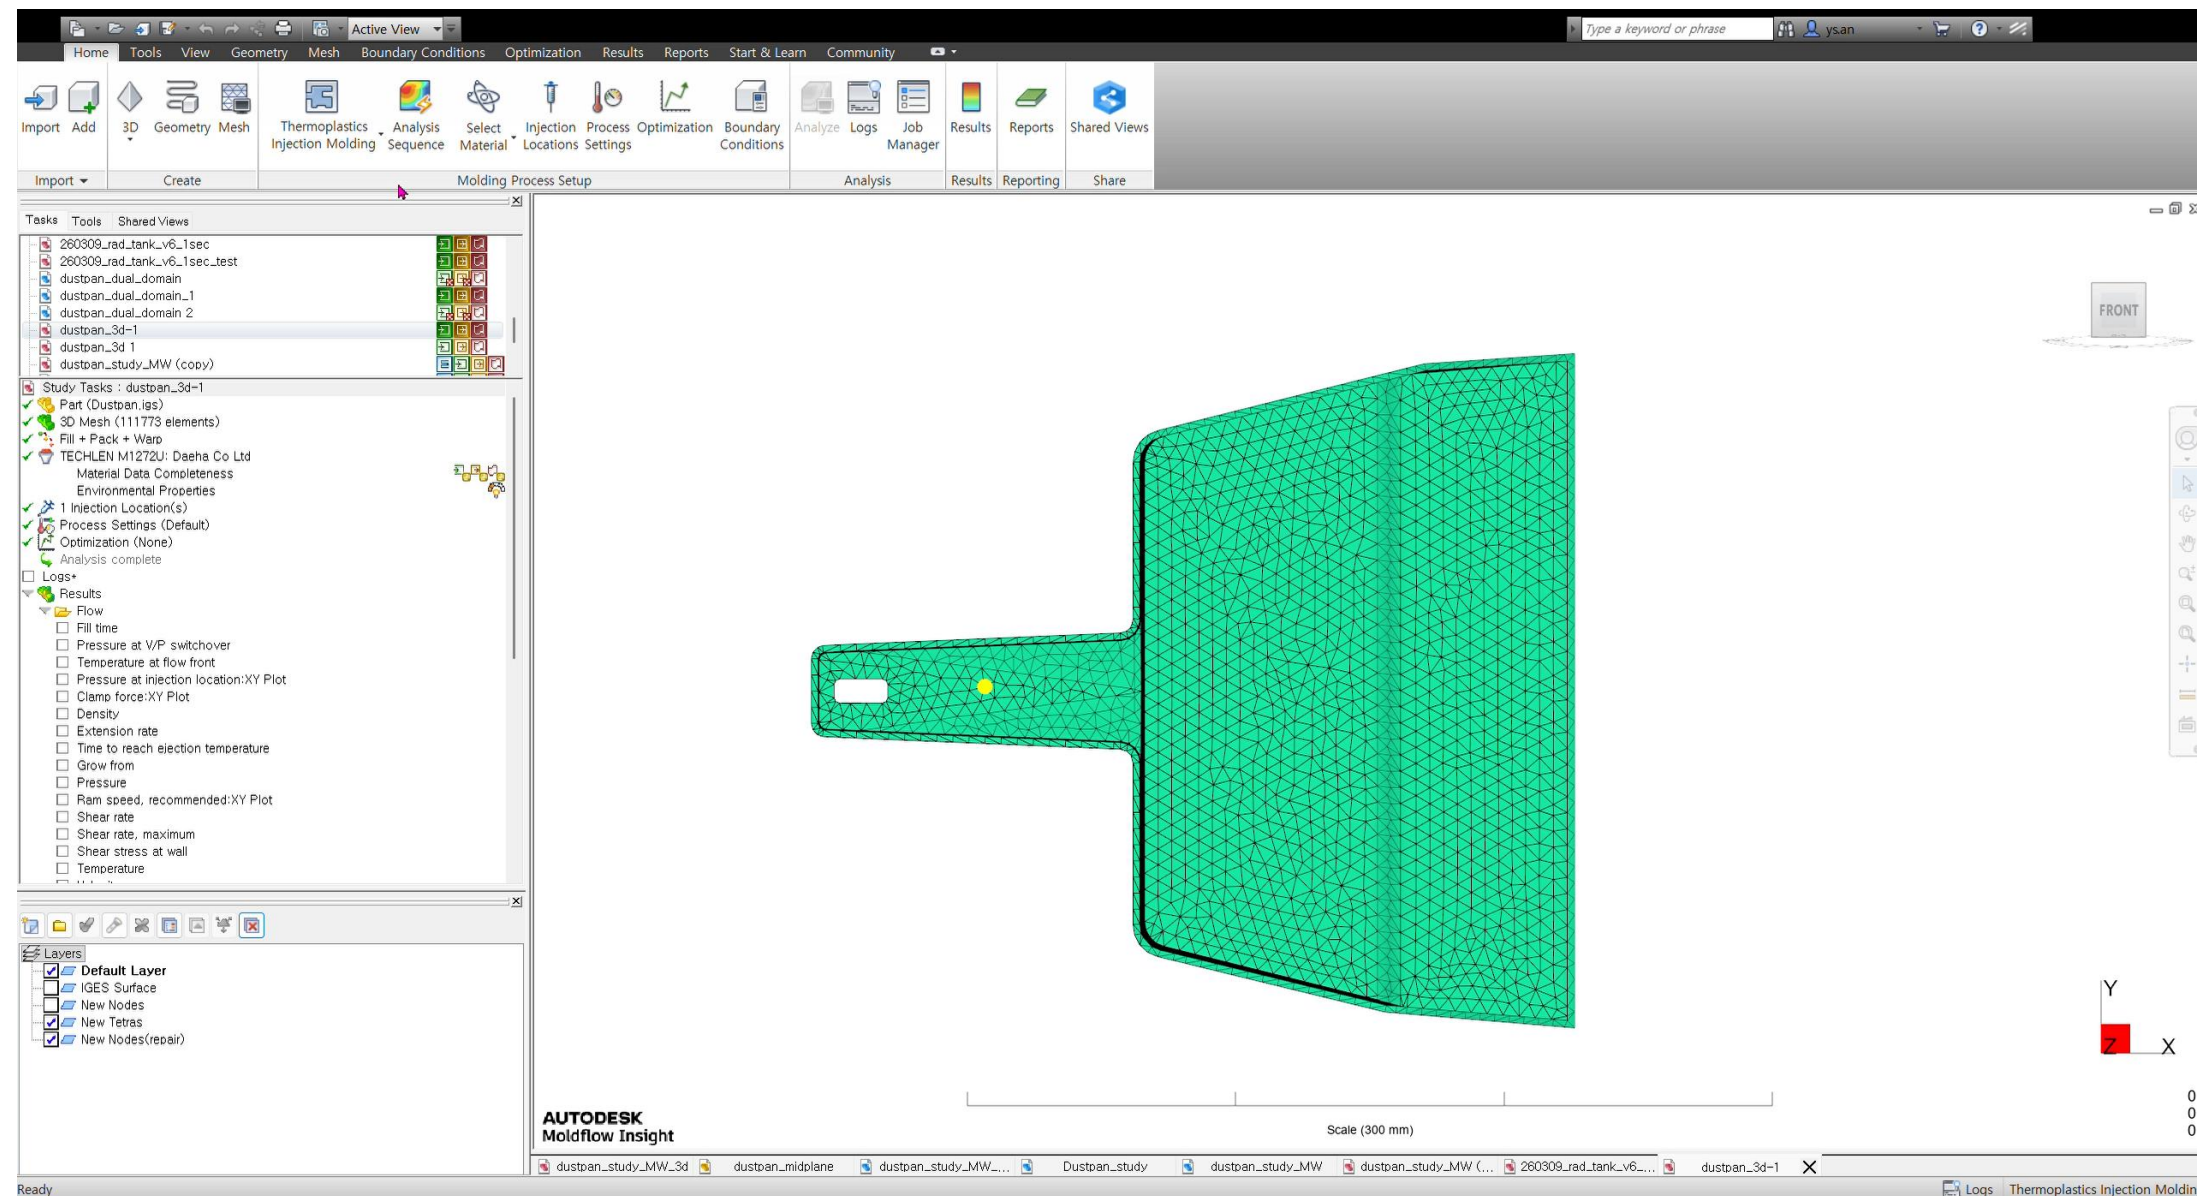 Active View
Type a keyword or phrase
ys.an
Home Tools View Geometry Mesh Boundary Conditions Optimization Results Reports Start & Learn Community
Import Add 3D Geometry Mesh Thermoplastics Injection Molding Analysis Sequence Select Material Injection Locations Process Settings Optimization Boundary Conditions Analyze Logs Job Manager Results Reports Shared Views
Import Create Molding Process Setup Analysis Results Reporting Share
Tasks Tools Shared Views
260309_rad_tank_v6_1sec
260309_rad_tank_v6_1sec_test
dustpan_dual_domain
dustpan_dual_domain_1
dustpan_dual_domain 2
dustpan_3d-1
dustpan_3d 1
dustpan_study_MW (copy)
Study Tasks : dustpan_3d-1
Part (Dustpan.igs)
3D Mesh (111773 elements)
Fill + Pack + Warp
TECHLEN M1272U: Daeha Co Ltd
Material Data Completeness
Environmental Properties
1 Injection Location(s)
Process Settings (Default)
Optimization (None)
Analysis complete
Logs*
Results
Flow
Fill time
Pressure at V/P switchover
Temperature at flow front
Pressure at injection location:XY Plot
Clamp force:XY Plot
Density
Extension rate
Time to reach ejection temperature
Grow from
Pressure
Ram speed, recommended:XY Plot
Shear rate
Shear rate, maximum
Shear stress at wall
Temperature
Layers
Default Layer
IGES Surface
New Nodes
New Tetras
New Nodes(repair)
FRONT
Y
Z X
0
0
0
AUTODESK
Moldflow Insight
Scale (300 mm)
dustpan_study_MW_3d dustpan_midplane dustpan_study_MW_... Dustpan_study dustpan_study_MW dustpan_study_MW (... 260309_rad_tank_v6_... dustpan_3d-1
Ready
Logs Thermoplastics Injection Moldin